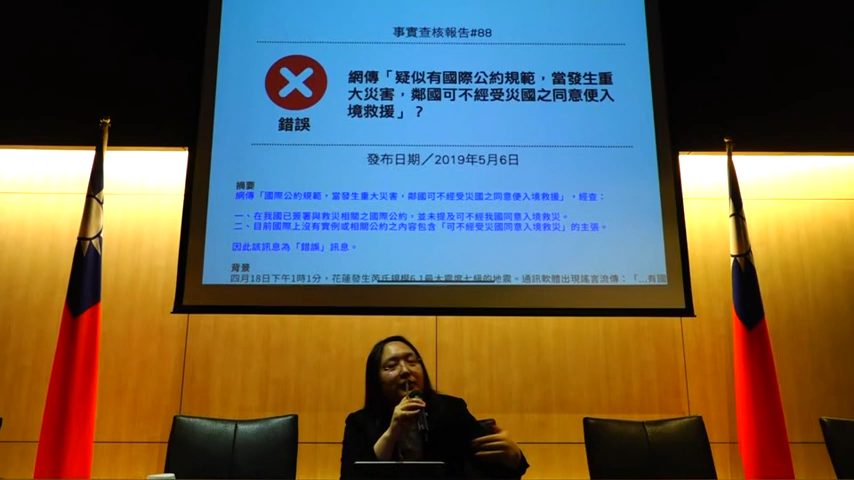 事實查核報告#88
錯誤
網傳「疑似有國際公約規範，當發生重
大災害，鄰國可不經受災國之同意便入
境救援」？
發布日期／2019年5月6日
摘要
網傳「國際公約規範，當發生重大災害，鄰國可不經受災國之同意便入境救援」，經查：
一、在我國已簽署與救災相關之國際公約，並未提及可不經我國同意入境救災。
二、目前國際上沒有實例或相關公約之內容包含「可不經受災國同意入境救災」的主張。
因此該訊息為「錯誤」訊息。
背景
四月18日下午1時1分，花蓮發生芮氏規模6.1最大震度七級的地震。通訊軟體出現謠言流傳：「...有國